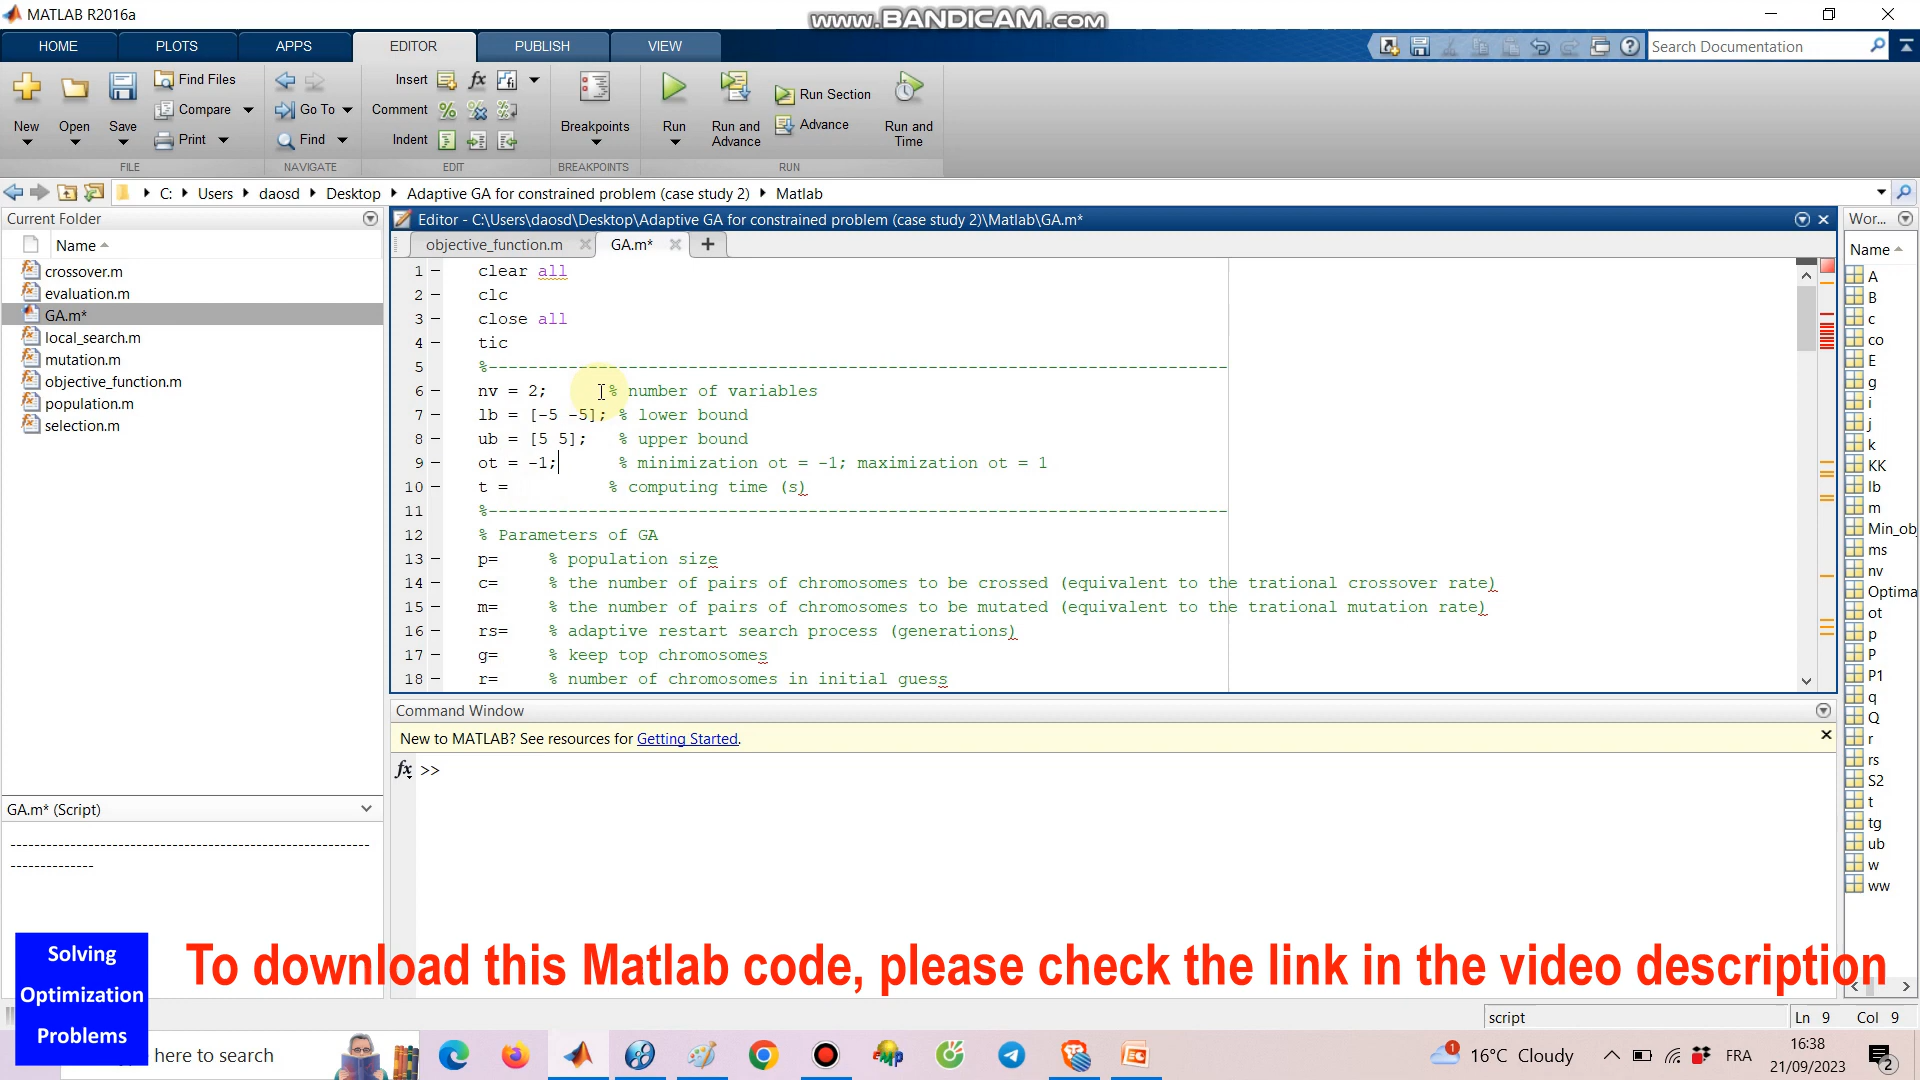 MATLAB R2016a
www.BANDICAM.com
HOME PLOTS APPS EDITOR PUBLISH VIEW
Search Documentation
New Open Save Find Files Compare Print
Go To Find
Insert fx
Comment
Indent
Breakpoints
Run
Run and Advance
Run Section
Advance
Run and Time
FILE NAVIGATE EDIT BREAKPOINTS RUN
C: Users daosd Desktop Adaptive GA for constrained problem (case study 2) Matlab
Current Folder
Name
crossover.m
evaluation.m
GA.m*
local_search.m
mutation.m
objective_function.m
population.m
selection.m
GA.m* (Script)
Editor - C:\Users\daosd\Desktop\Adaptive GA for constrained problem (case study 2)\Matlab\GA.m*
objective_function.m GA.m*
1 clear all
2 clc
3 close all
4 tic
5 %--------------------------------------------------------------------------
6 nv = 2; % number of variables
7 lb = [-5 -5]; % lower bound
8 ub = [5 5]; % upper bound
9 ot = -1; % minimization ot = -1; maximization ot = 1
10 t = % computing time (s)
11 %--------------------------------------------------------------------------
12 % Parameters of GA
13 p= % population size
14 c= % the number of pairs of chromosomes to be crossed (equivalent to the trational crossover rate)
15 m= % the number of pairs of chromosomes to be mutated (equivalent to the trational mutation rate)
16 rs= % adaptive restart search process (generations)
17 g= % keep top chromosomes
18 r= % number of chromosomes in initial guess
Command Window
New to MATLAB? See resources for Getting Started.
fx >>
Wor...
Name
A
B
c
co
E
g
i
j
k
KK
lb
m
Min_ob
ms
nv
Optima
ot
p
P
P1
q
Q
r
rs
S2
t
tg
ub
w
ww
Solving
Optimization
Problems
To download this Matlab code, please check the link in the video description
script Ln 9 Col 9
here to search
1 16°C Cloudy FRA 16:38
21/09/2023
2